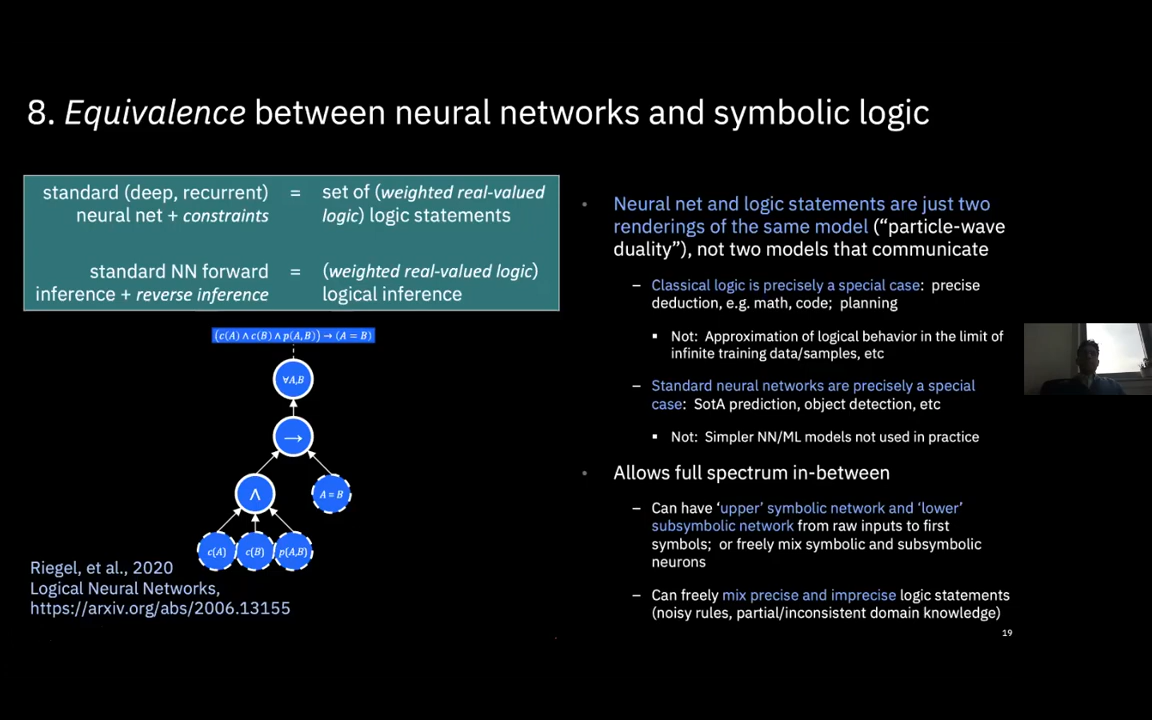 8. Equivalence between neural networks and symbolic logic
standard (deep, recurrent) = set of (weighted real-valued
neural net + constraints logic) logic statements
standard NN forward = (weighted real-valued logic)
inference + reverse inference logical inference
(c(A) ∧ c(B) ∧ p(A,B)) → (A = B)
∀A,B
→
∧
A = B
c(A) c(B) p(A,B)
Riegel, et al., 2020
Logical Neural Networks,
https://arxiv.org/abs/2006.13155
• Neural net and logic statements are just two
renderings of the same model (“particle-wave
duality”), not two models that communicate
– Classical logic is precisely a special case: precise
deduction, e.g. math, code; planning
▪ Not: Approximation of logical behavior in the limit of
infinite training data/samples, etc
– Standard neural networks are precisely a special
case: SotA prediction, object detection, etc
▪ Not: Simpler NN/ML models not used in practice
• Allows full spectrum in-between
– Can have ‘upper’ symbolic network and ‘lower’
subsymbolic network from raw inputs to first
symbols; or freely mix symbolic and subsymbolic
neurons
– Can freely mix precise and imprecise logic statements
(noisy rules, partial/inconsistent domain knowledge)
19